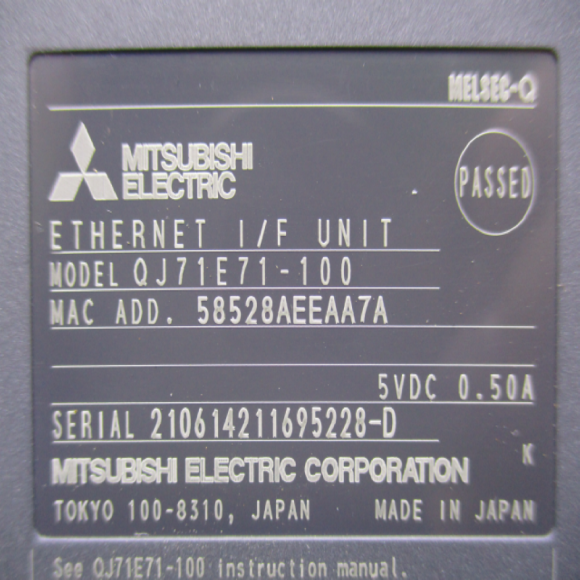 MELSEC-Q
MITSUBISHI
ELECTRIC
PASSED
ETHERNET I/F UNIT
MODEL QJ71E71-100
MAC ADD. 58528AEEAA7A
5VDC 0.50A
SERIAL 210614211695228-D
K
MITSUBISHI ELECTRIC CORPORATION
TOKYO 100-8310, JAPAN MADE IN JAPAN
See QJ71E71-100 instruction manual.